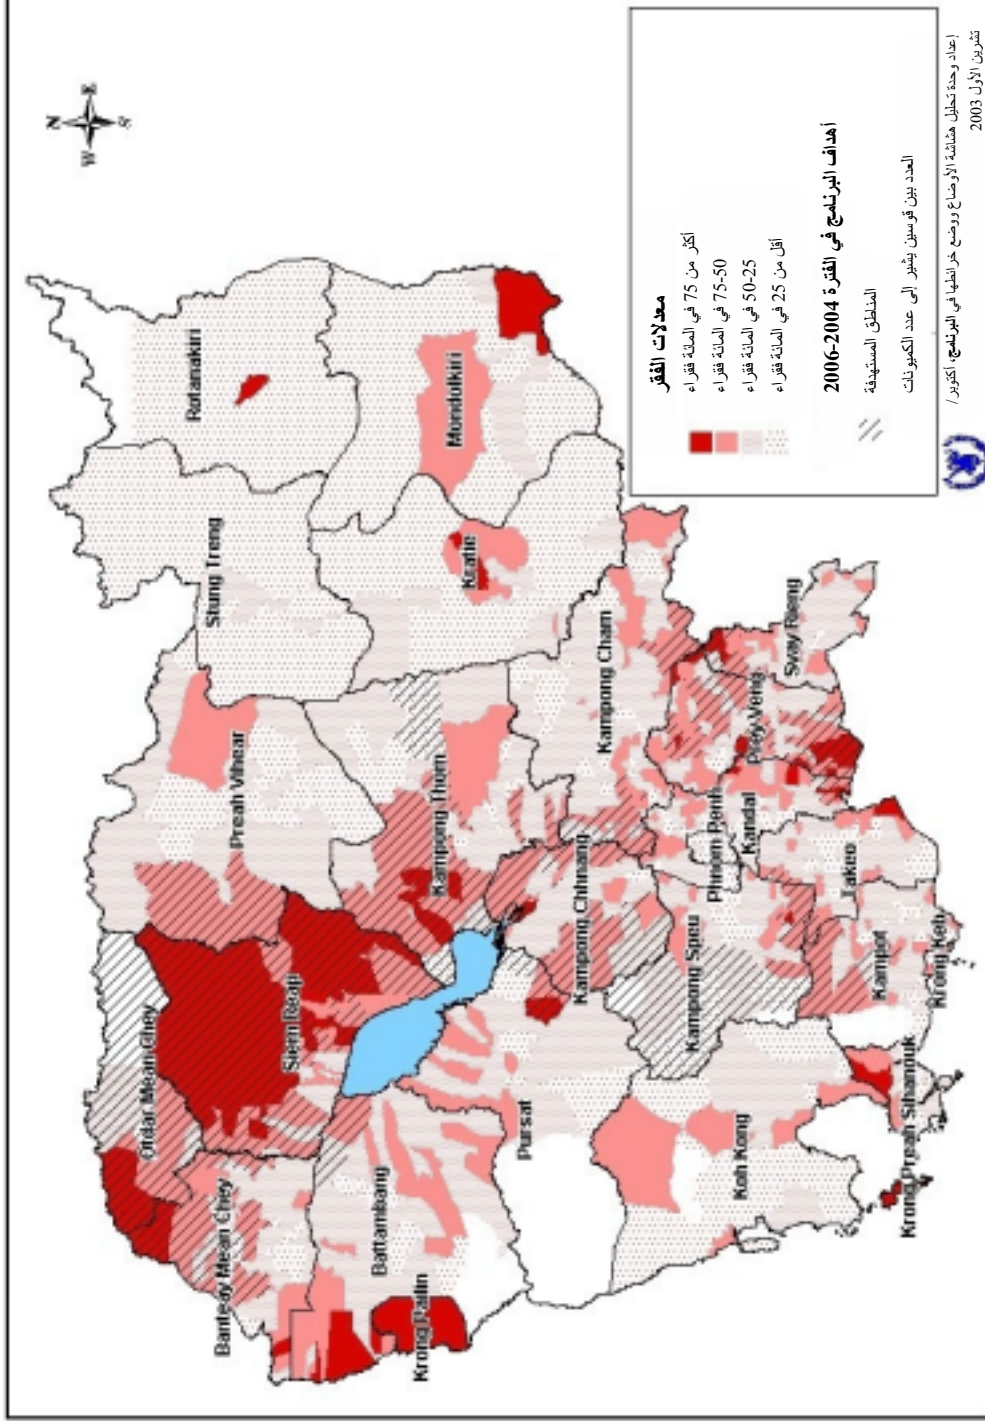 N
W E
S
Ratanakiri
Stung Treng
Mondulkiri
Preah Vihear
Kratie
Otdar Mean Chey
Siem Reap
Kampong Thom
Kampong Cham
Banteay Mean Chey
Battambang
Krong Pailin
Pursat
Kampong Chhnang
Prey Veng
Svay Rieng
Phnom Penh
Kandal
Kampong Speu
Koh Kong
Takeo
Kampot
Krong Keb
Krong Preah Sihanouk
معدلات الفقر
أكثر من 75 في المائة فقراء
75-50 في المائة فقراء
50-25 في المائة فقراء
أقل من 25 في المائة فقراء
أهداف البرنامج في الفترة 2004-2006
المناطق المستهدفة
العدد بين قوسين يشير إلى عدد الكميونات
إعداد وحدة تحليل هشاشة الأوضاع ووضع خرائطها في البرنامج، أكتوبر /
تشرين الأول 2003